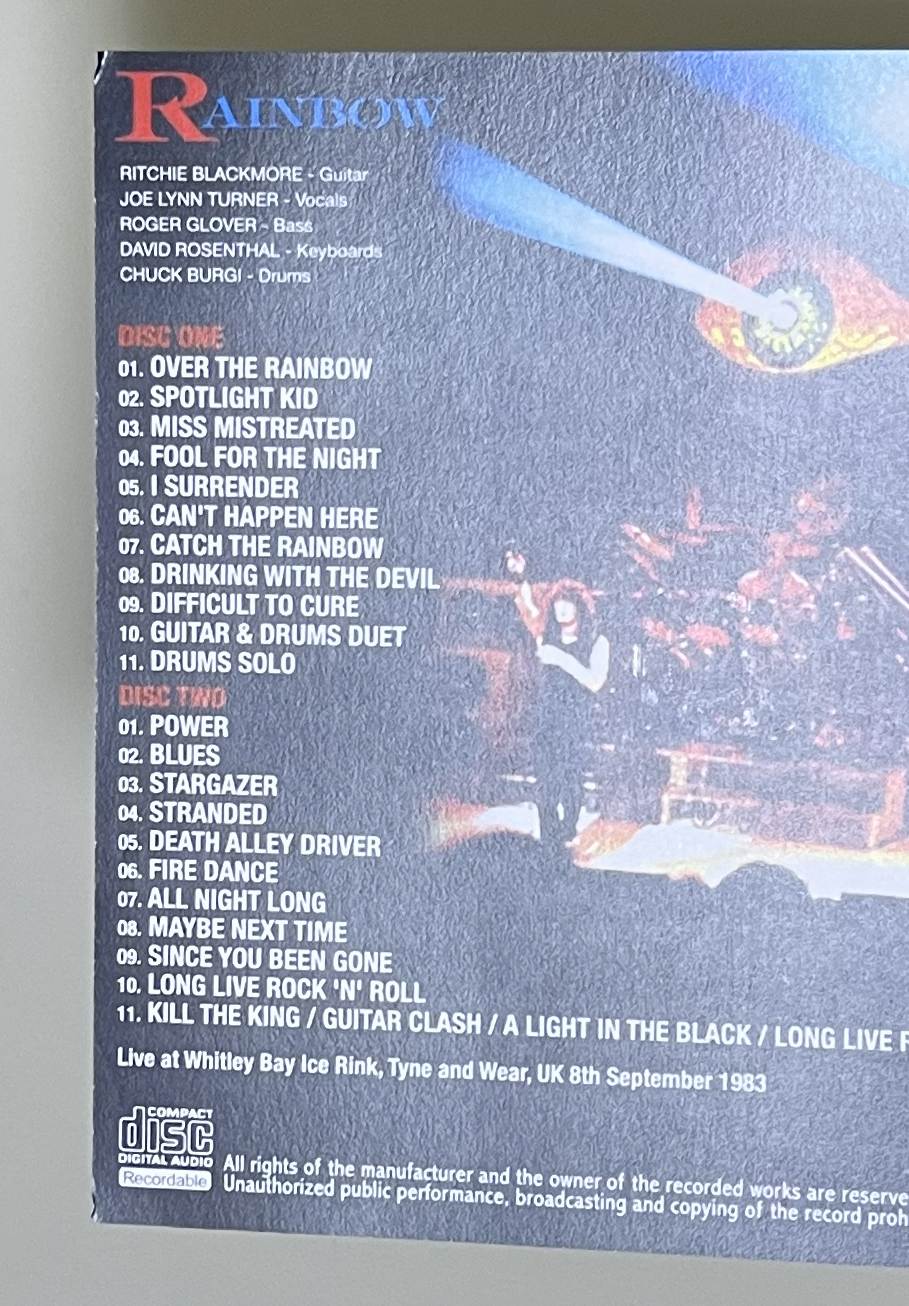 RAINBOW
RITCHIE BLACKMORE - Guitar
JOE LYNN TURNER - Vocals
ROGER GLOVER - Bass
DAVID ROSENTHAL - Keyboards
CHUCK BURGI - Drums
DISC ONE
01. OVER THE RAINBOW
02. SPOTLIGHT KID
03. MISS MISTREATED
04. FOOL FOR THE NIGHT
05. I SURRENDER
06. CAN'T HAPPEN HERE
07. CATCH THE RAINBOW
08. DRINKING WITH THE DEVIL
09. DIFFICULT TO CURE
10. GUITAR & DRUMS DUET
11. DRUMS SOLO
DISC TWO
01. POWER
02. BLUES
03. STARGAZER
04. STRANDED
05. DEATH ALLEY DRIVER
06. FIRE DANCE
07. ALL NIGHT LONG
08. MAYBE NEXT TIME
09. SINCE YOU BEEN GONE
10. LONG LIVE ROCK 'N' ROLL
11. KILL THE KING / GUITAR CLASH / A LIGHT IN THE BLACK / LONG LIVE
Live at Whitley Bay Ice Rink, Tyne and Wear, UK 8th September 1983
COMPACT
disc
DIGITAL AUDIO
Recordable
All rights of the manufacturer and the owner of the recorded works are
Unauthorized public performance, broadcasting and copying of the record